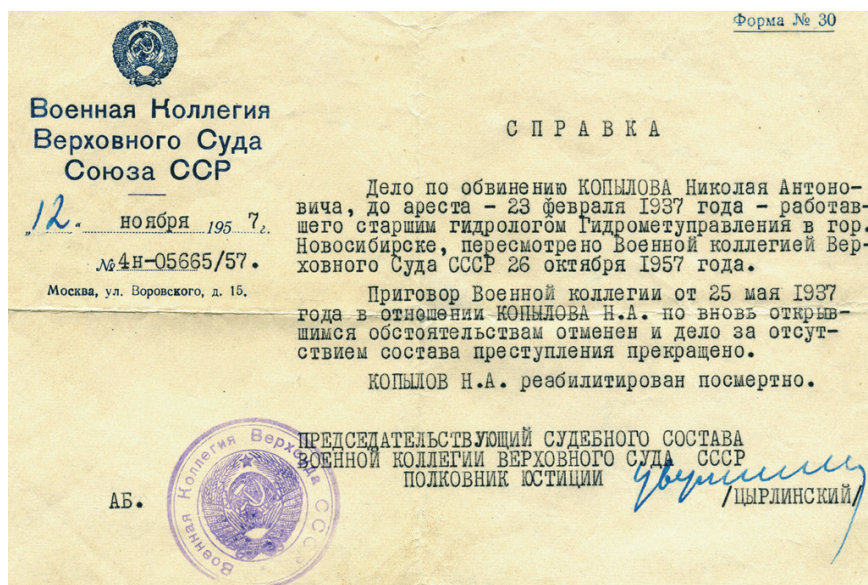 Форма № 30
Военная Коллегия
Верховного Суда
Союза ССР
„12" ноября 1957г.
№ 4н-05665/57.
Москва, ул. Воровского, д. 15.
СПРАВКА
Дело по обвинению КОПЫЛОВА Николая Антоно-
вича, до ареста - 23 февраля 1937 года - работав-
шего старшим гидрологом Гидрометуправления в гор.
Новосибирске, пересмотрено Военной коллегией Вер-
ховного Суда СССР 26 октября 1957 года.
Приговор Военной коллегии от 25 мая 1937
года в отношении КОПЫЛОВА Н.А. по вновь открыв-
шимся обстоятельствам отменен и дело за отсут-
ствием состава преступления прекращено.
КОПЫЛОВ Н.А. реабилитирован посмертно.
ПРЕДСЕДАТЕЛЬСТВУЮЩИЙ СУДЕБНОГО СОСТАВА
ВОЕННОЙ КОЛЛЕГИИ ВЕРХОВНОГО СУДА СССР
ПОЛКОВНИК ЮСТИЦИИ
/ЦЫРЛИНСКИЙ/
АБ.
Военная Коллегия Верхсуда СССР